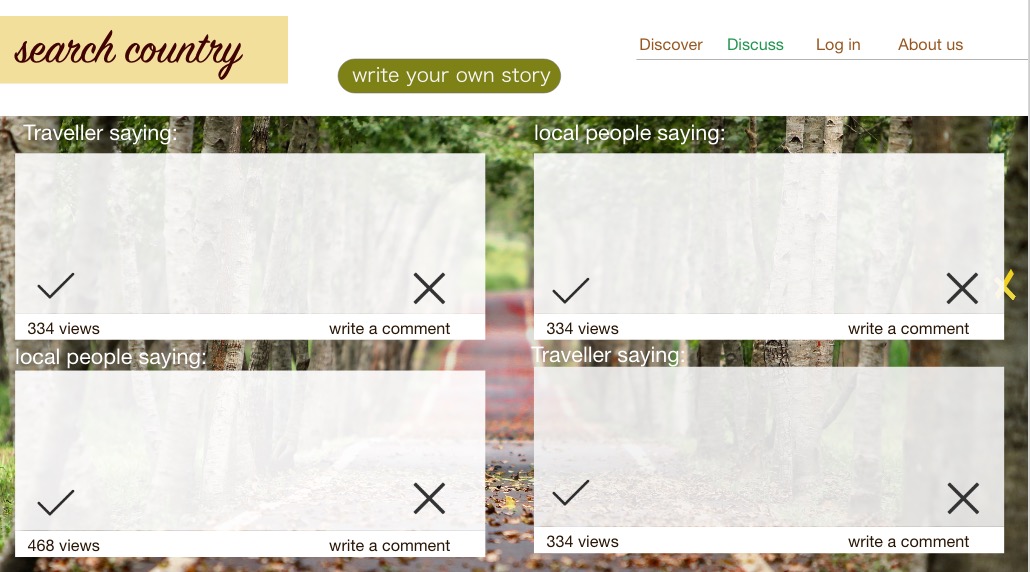 search country
write your own story
Discover Discuss Log in About us
Traveller saying:
local people saying:
334 views write a comment
334 views write a comment
local people saying:
Traveller saying:
468 views write a comment
334 views write a comment